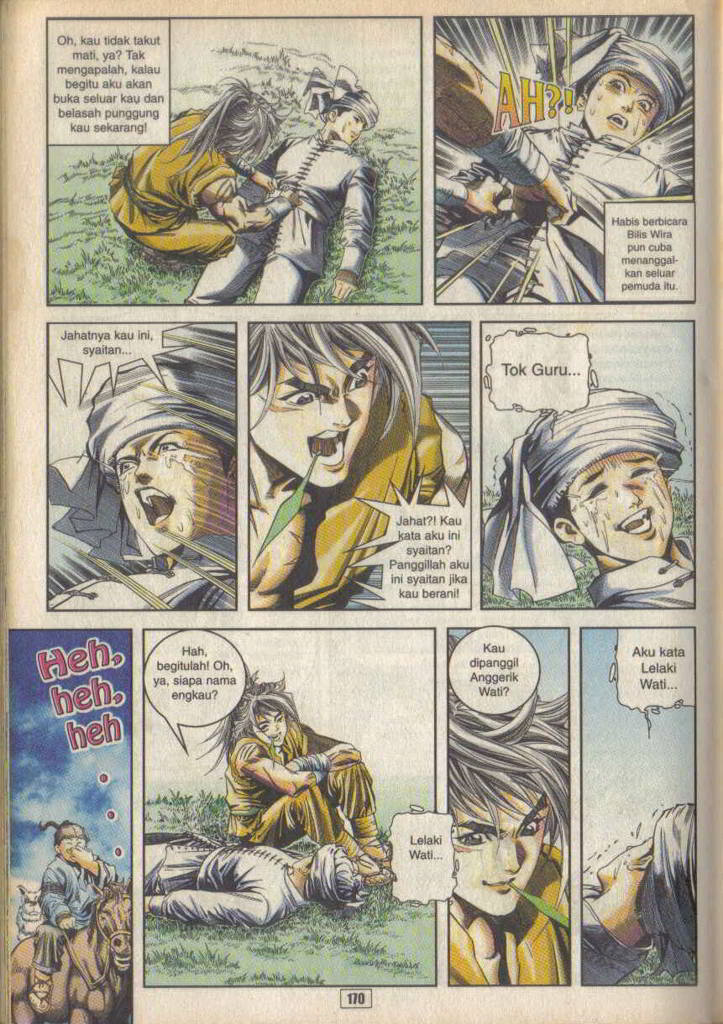 Oh, kau tidak takut
mati, ya? Tak
mengapalah, kalau
begitu aku akan
buka seluar kau dan
belasah punggung
kau sekarang!
AH?!
Habis berbicara
Bilis Wira
pun cuba
menanggal-
kan seluar
pemuda itu.
Jahatnya kau ini,
syaitan...
Jahat?! Kau
kata aku ini
syaitan?
Panggillah aku
ini syaitan jika
kau berani!
Tok Guru...
Heh,
heh,
heh
...
Hah,
begitulah! Oh,
ya, siapa nama
engkau?
Lelaki
Wati...
Kau
dipanggil
Anggerik
Wati?
Aku kata
Lelaki
Wati...
170